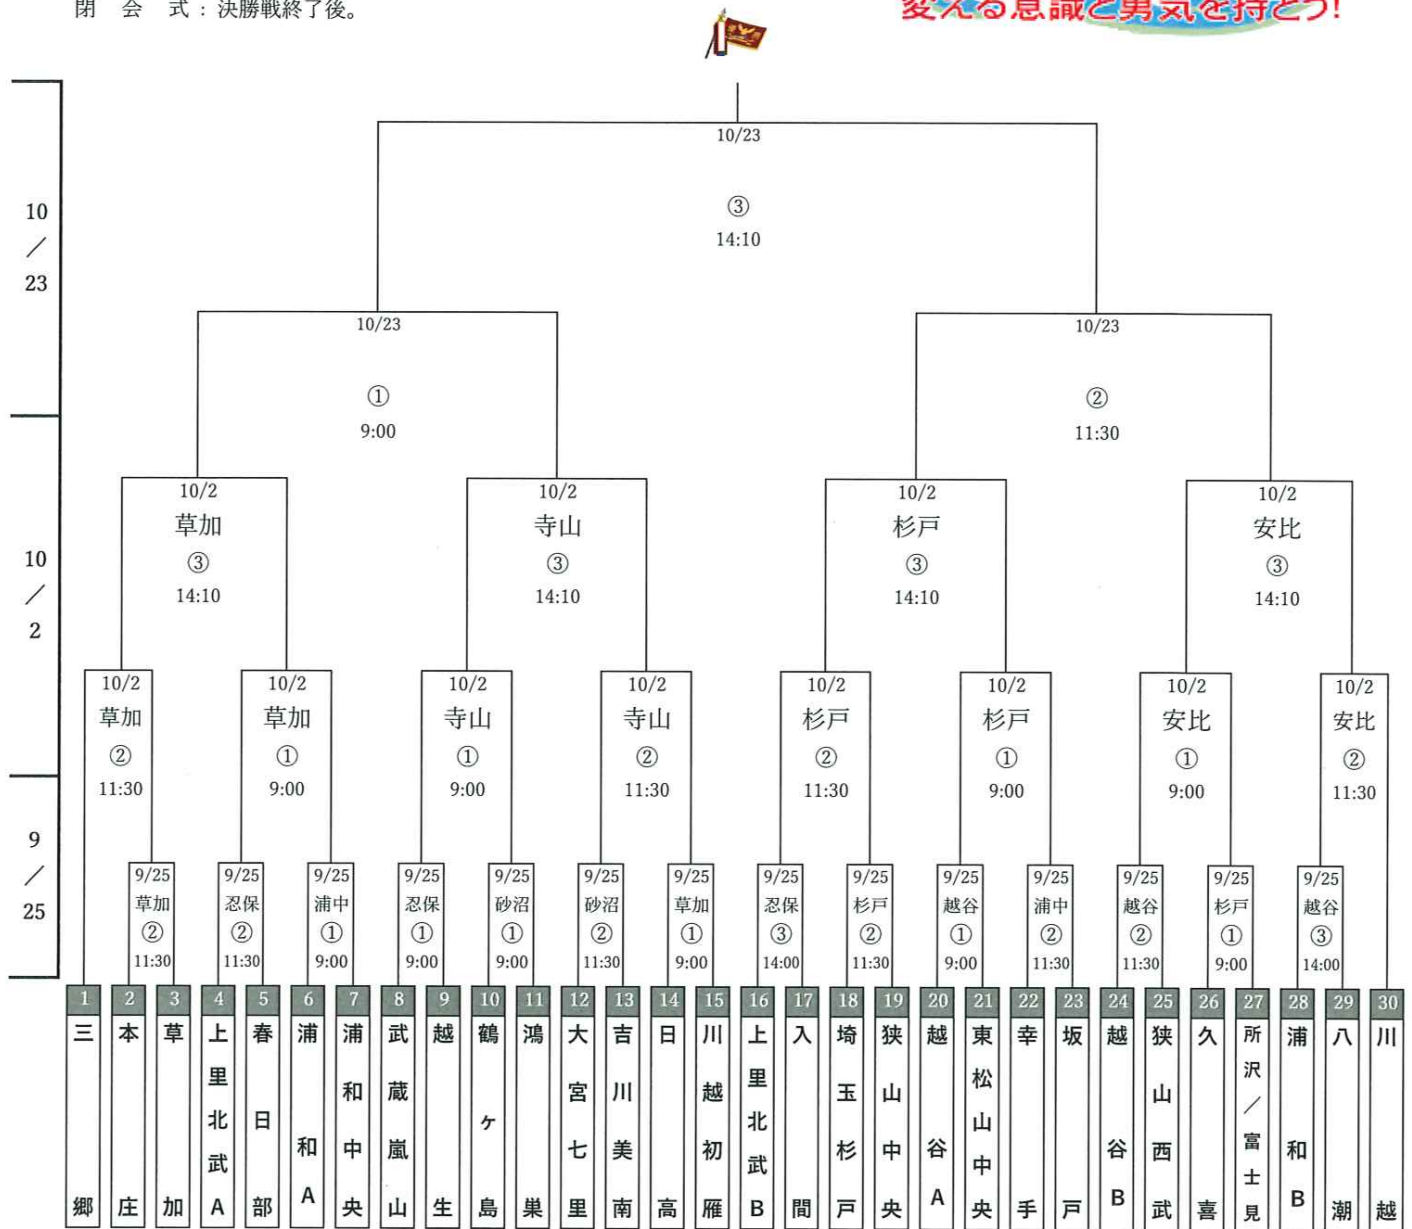 閉会式：決勝戦終了後。
変える意識と勇気を持とう!
10/23
10/23
③
14:10
10/23 10/23
① ②
9:00 11:30
10/2
10/2 10/2 10/2 10/2
草加 寺山 杉戸 安比
③ ③ ③ ③
14:10 14:10 14:10 14:10
10/2 10/2 10/2 10/2 10/2 10/2 10/2 10/2
草加 草加 寺山 寺山 杉戸 杉戸 安比 安比
② ① ① ② ② ① ① ②
11:30 9:00 9:00 11:30 11:30 9:00 9:00 11:30
9/25
9/25 9/25 9/25 9/25 9/25 9/25 9/25 9/25 9/25 9/25 9/25 9/25 9/25 9/25
草加 忍保 浦中 忍保 砂沼 砂沼 草加 忍保 杉戸 越谷 浦中 越谷 杉戸 越谷
② ② ① ① ① ② ① ③ ② ① ② ② ① ③
11:30 11:30 9:00 9:00 9:00 11:30 9:00 14:00 11:30 9:00 11:30 11:30 9:00 14:00
1 2 3 4 5 6 7 8 9 10 11 12 13 14 15 16 17 18 19 20 21 22 23 24 25 26 27 28 29 30
三郷
本庄
草加
上里北武A
春日部
浦和A
浦和中央
武蔵嵐山
越生
鶴ヶ島
鴻巣
大宮七里
吉川美南
日高
川越初雁
上里北武B
入間
埼玉杉戸
狭山中央
越谷A
東松山中央
幸手
坂戸
越谷B
狭山西武
久喜
所沢／富士見
浦和B
八潮
川越